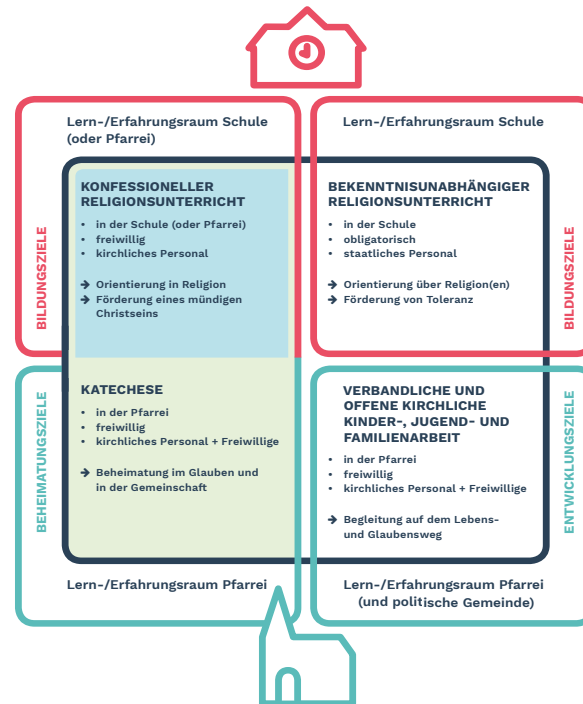 Lern-/Erfahrungsraum Schule
(oder Pfarrei)
Lern-/Erfahrungsraum Schule
BILDUNGSZIELE
KONFESSIONELLER
RELIGIONSUNTERRICHT
• in der Schule (oder Pfarrei)
• freiwillig
• kirchliches Personal
→ Orientierung in Religion
→ Förderung eines mündigen
Christseins
BEKENNTNISUNABHÄNGIGER
RELIGIONSUNTERRICHT
• in der Schule
• obligatorisch
• staatliches Personal
→ Orientierung über Religion(en)
→ Förderung von Toleranz
BILDUNGSZIELE
BEHEIMATUNGSZIELE
KATECHESE
• in der Pfarrei
• freiwillig
• kirchliches Personal + Freiwillige
→ Beheimatung im Glauben und
in der Gemeinschaft
VERBANDLICHE UND
OFFENE KIRCHLICHE
KINDER-, JUGEND- UND
FAMILIENARBEIT
• in der Pfarrei
• freiwillig
• kirchliches Personal + Freiwillige
→ Begleitung auf dem Lebens-
und Glaubensweg
ENTWICKLUNGSZIELE
Lern-/Erfahrungsraum Pfarrei
Lern-/Erfahrungsraum Pfarrei
(und politische Gemeinde)